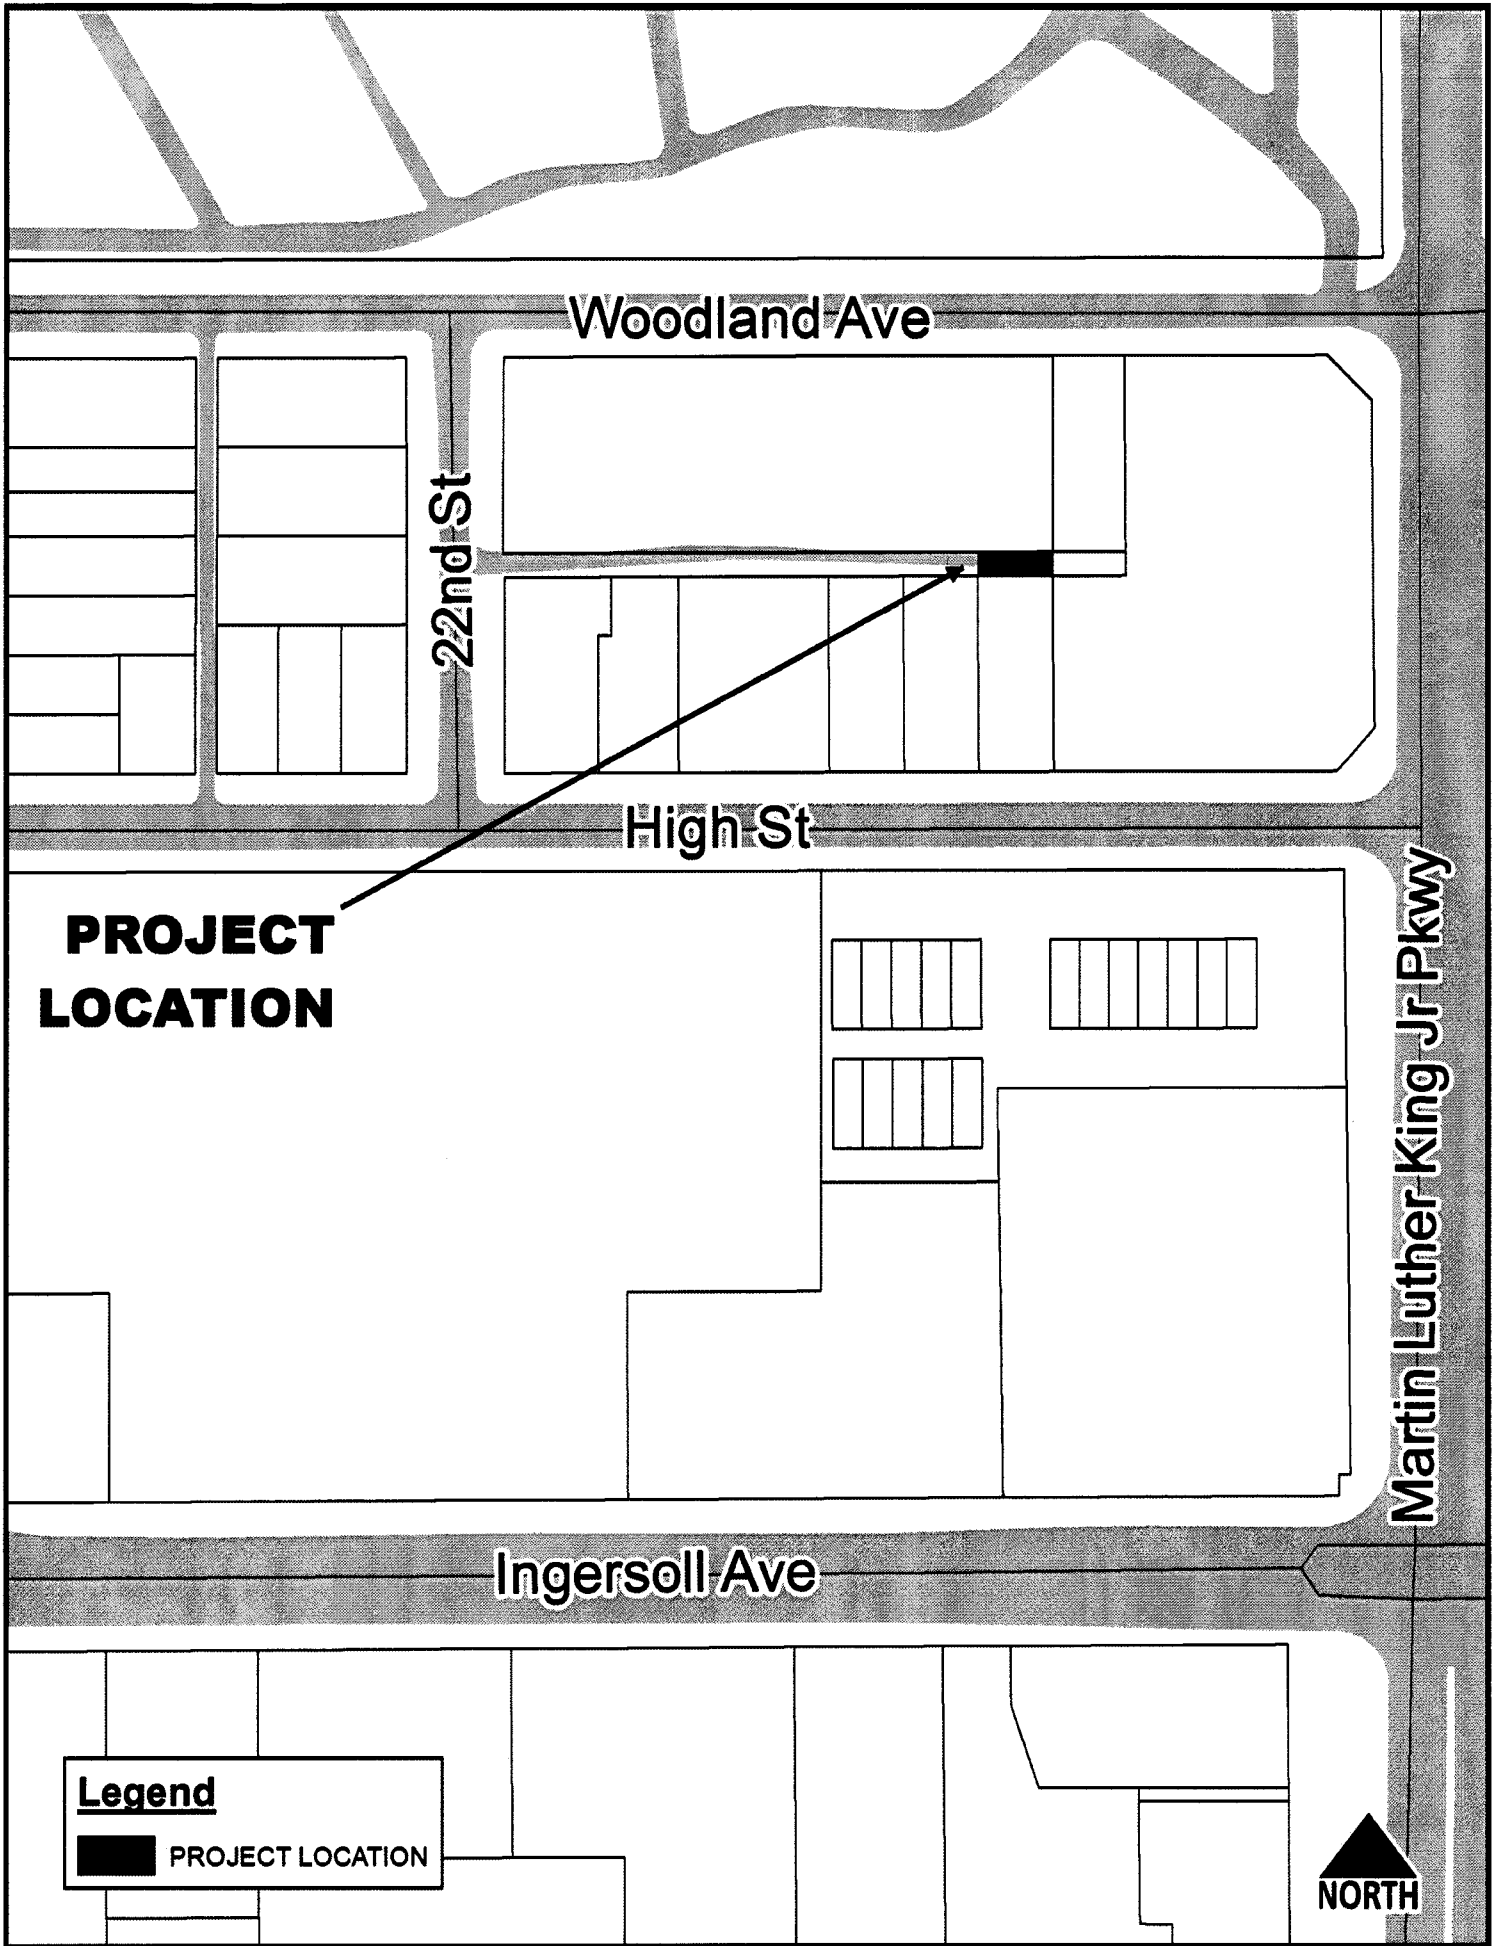 Woodland Ave
22nd St
High St
PROJECT
LOCATION
Martin Luther King Jr Pkwy
Ingersoll Ave
Legend
PROJECT LOCATION
NORTH